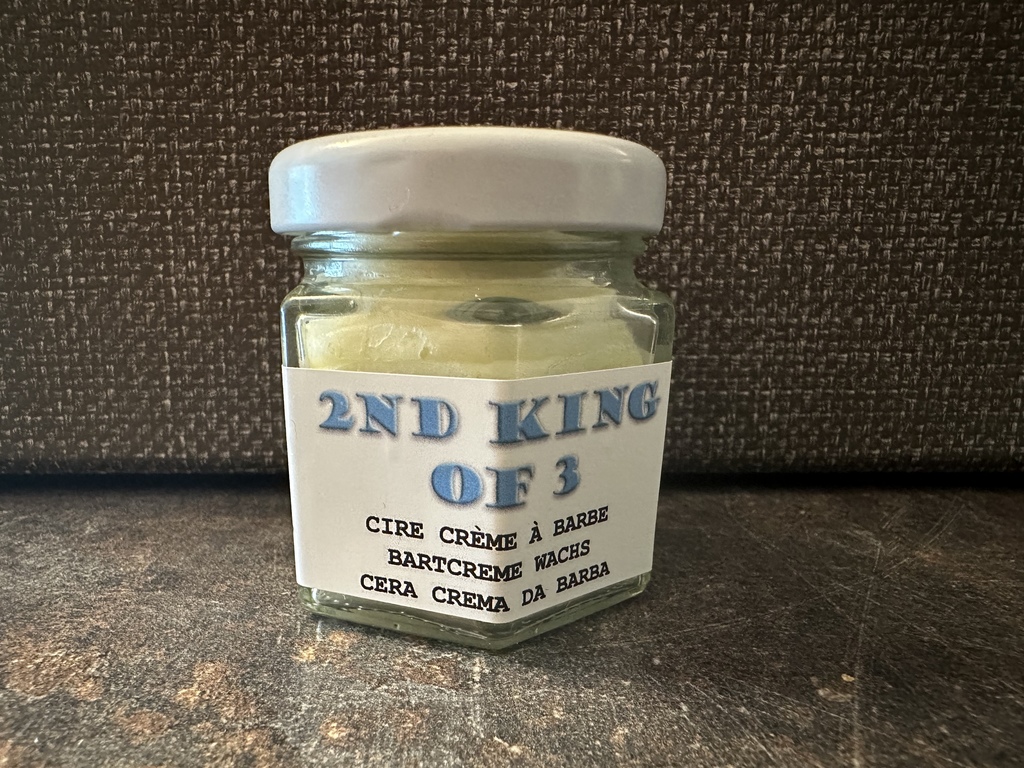 2ND KING
OF 3
CIRE CRÈME À BARBE
BARTCREME WACHS
CERA CREMA DA BARBA